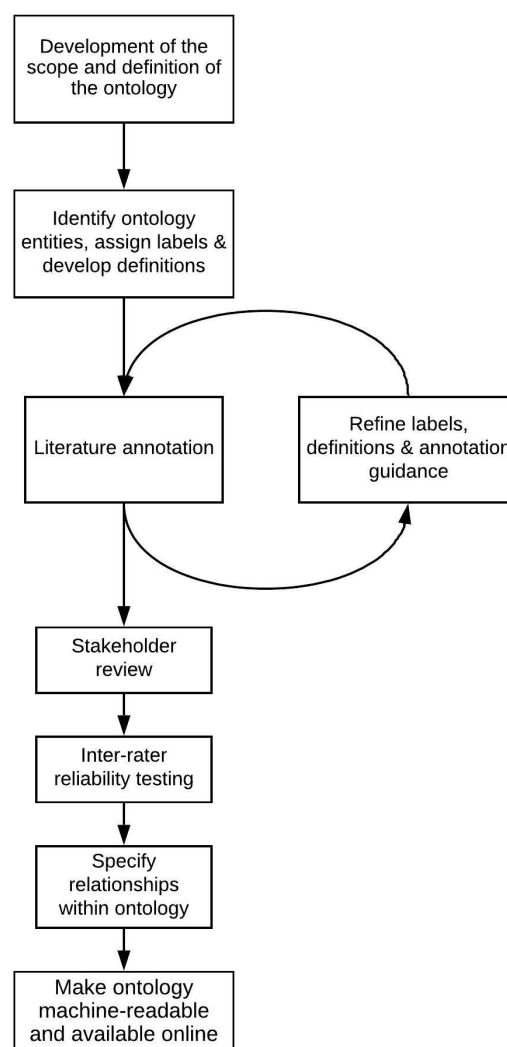 Development of the
scope and definition of
the ontology
Identify ontology
entities, assign labels &
develop definitions
Literature annotation
Refine labels,
definitions & annotation
guidance
Stakeholder
review
Inter-rater
reliability testing
Specify
relationships
within ontology
Make ontology
machine-readable
and available online